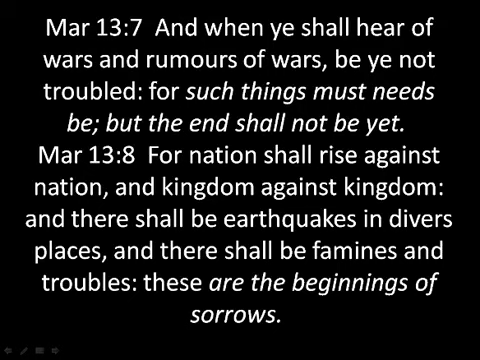 Mar 13:7  And when ye shall hear of
wars and rumours of wars, be ye not
troubled: for such things must needs
be; but the end shall not be yet.
Mar 13:8  For nation shall rise against
nation, and kingdom against kingdom:
and there shall be earthquakes in divers
places, and there shall be famines and
troubles: these are the beginnings of
sorrows.